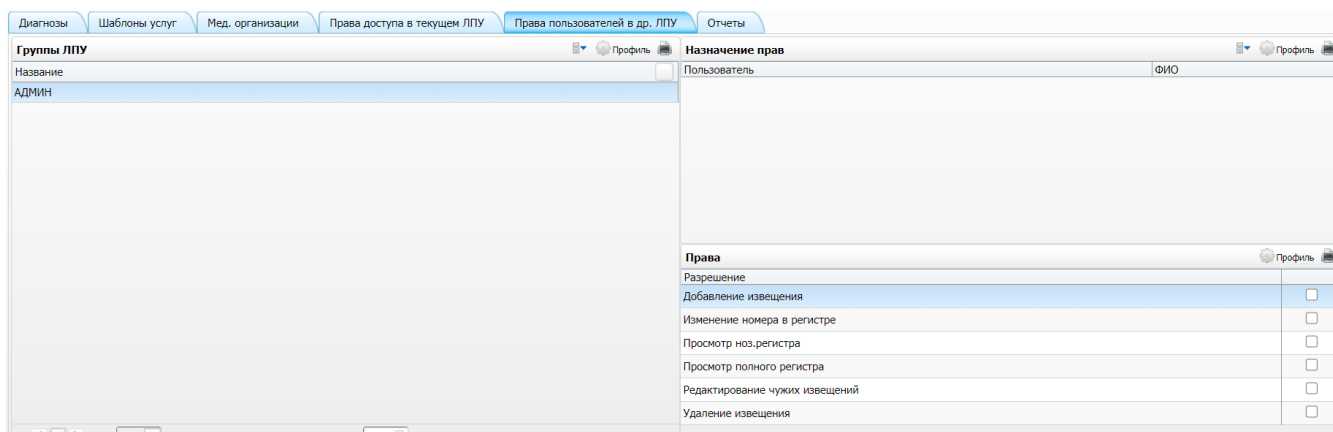 Диагнозы Шаблоны услуг Мед. организации Права доступа в текущем ЛПУ Права пользователей в др. ЛПУ Отчеты
Группы ЛПУ Профиль
Название
АДМИН
Назначение прав Профиль
Пользователь ФИО
Права Профиль
Разрешение
Добавление извещения
Изменение номера в регистре
Просмотр ноз.регистра
Просмотр полного регистра
Редактирование чужих извещений
Удаление извещения